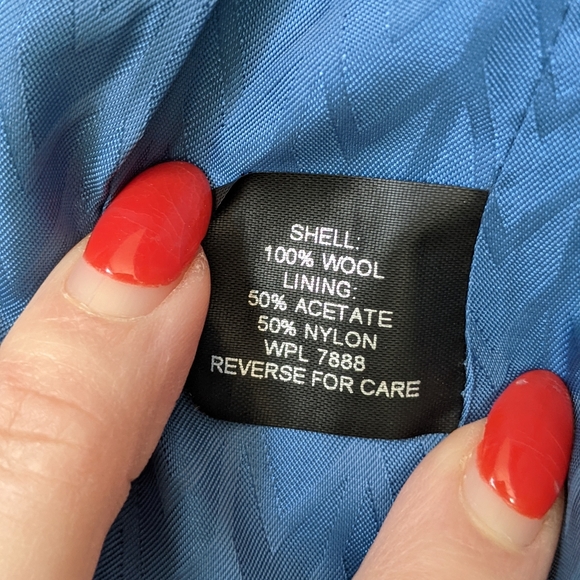 SHELL:
100% WOOL
LINING:
50% ACETATE
50% NYLON
WPL 7888
REVERSE FOR CARE